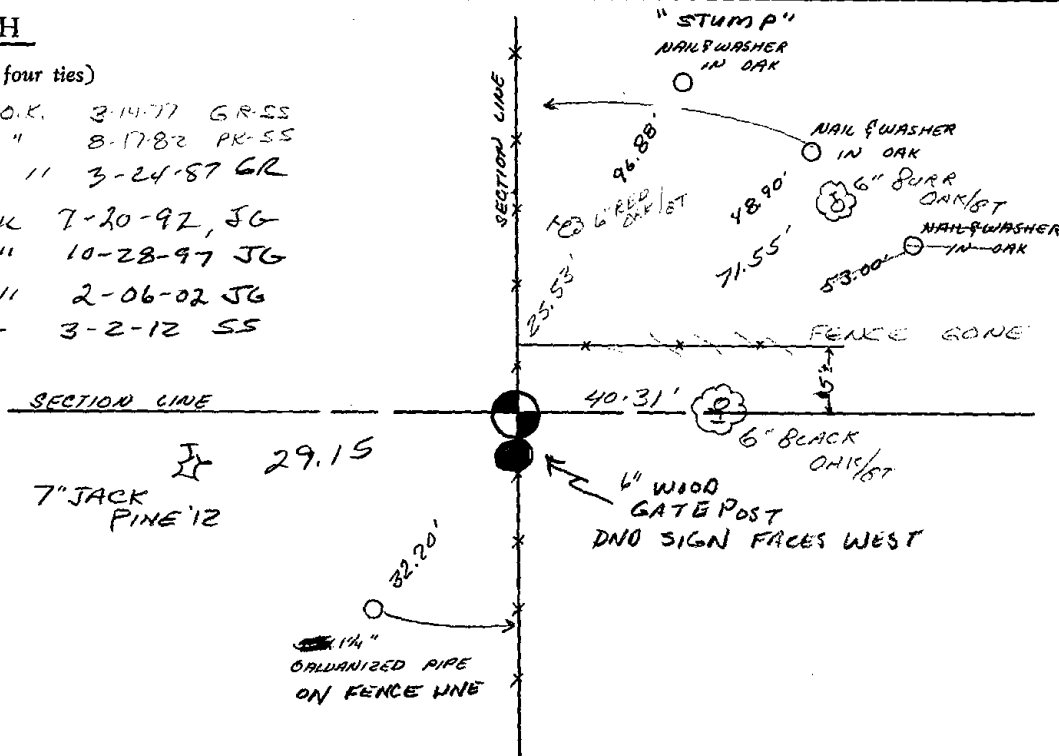 H
four ties)
O.K. 3-14-77 GR-SS
" 8-17-82 PK-SS
" 3-24-87 GR
K 7-20-92, JG
" 10-28-97 JG
" 2-06-02 JG
- 3-2-12 SS
"STUMP"
NAIL & WASHER
IN OAK
SECTION LINE
96.88'
NAIL & WASHER
IN OAK
6" RED
OAK/BT
48.90'
6" BURR
OAK/BT
71.55'
NAIL & WASHER
IN OAK
53.00'
25.53'
FENCE GONE
15'±
SECTION LINE
40.31'
6" BLACK
OAK/BT
29.15
7" JACK
PINE '12
6" WOOD
GATE POST
DNO SIGN FACES WEST
32.20'
1¼"
GALVANIZED PIPE
ON FENCE LINE